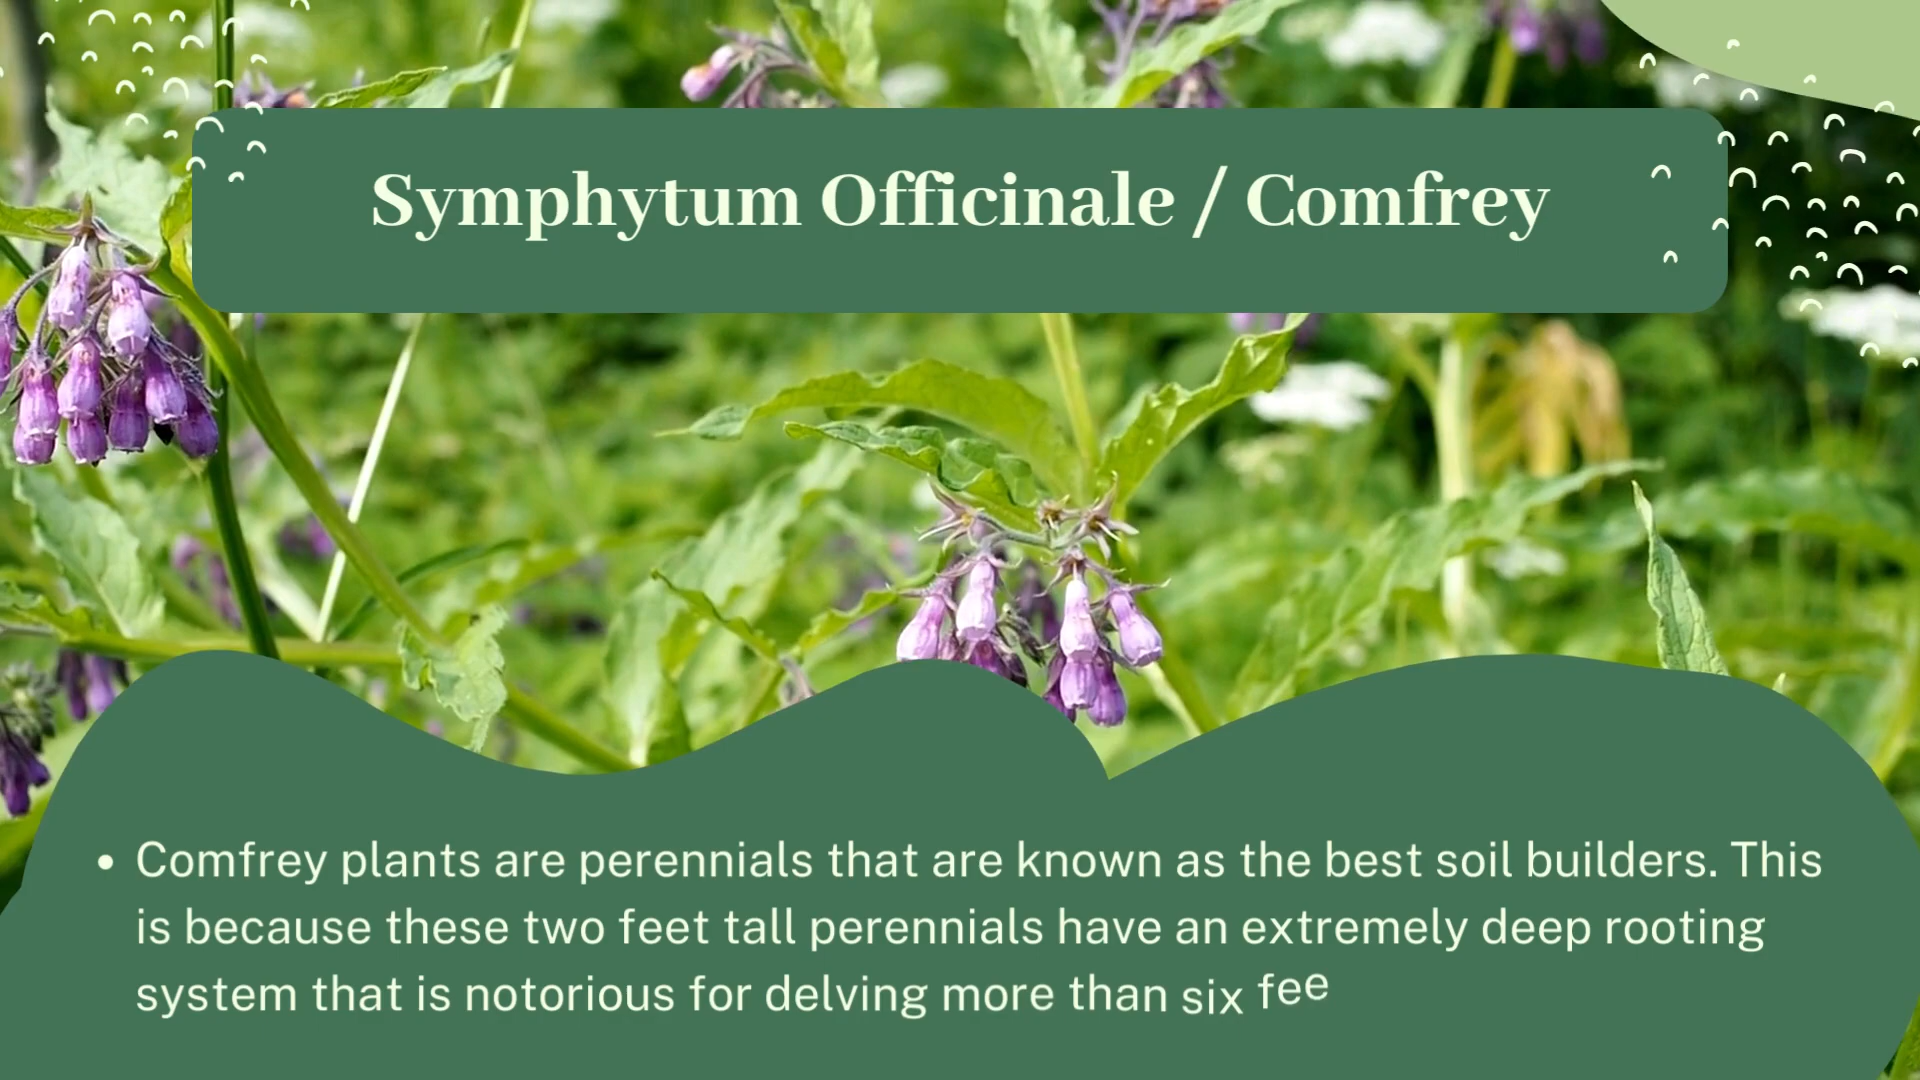 Symphytum Officinale / Comfrey
• Comfrey plants are perennials that are known as the best soil builders. This
is because these two feet tall perennials have an extremely deep rooting
system that is notorious for delving more than six fee